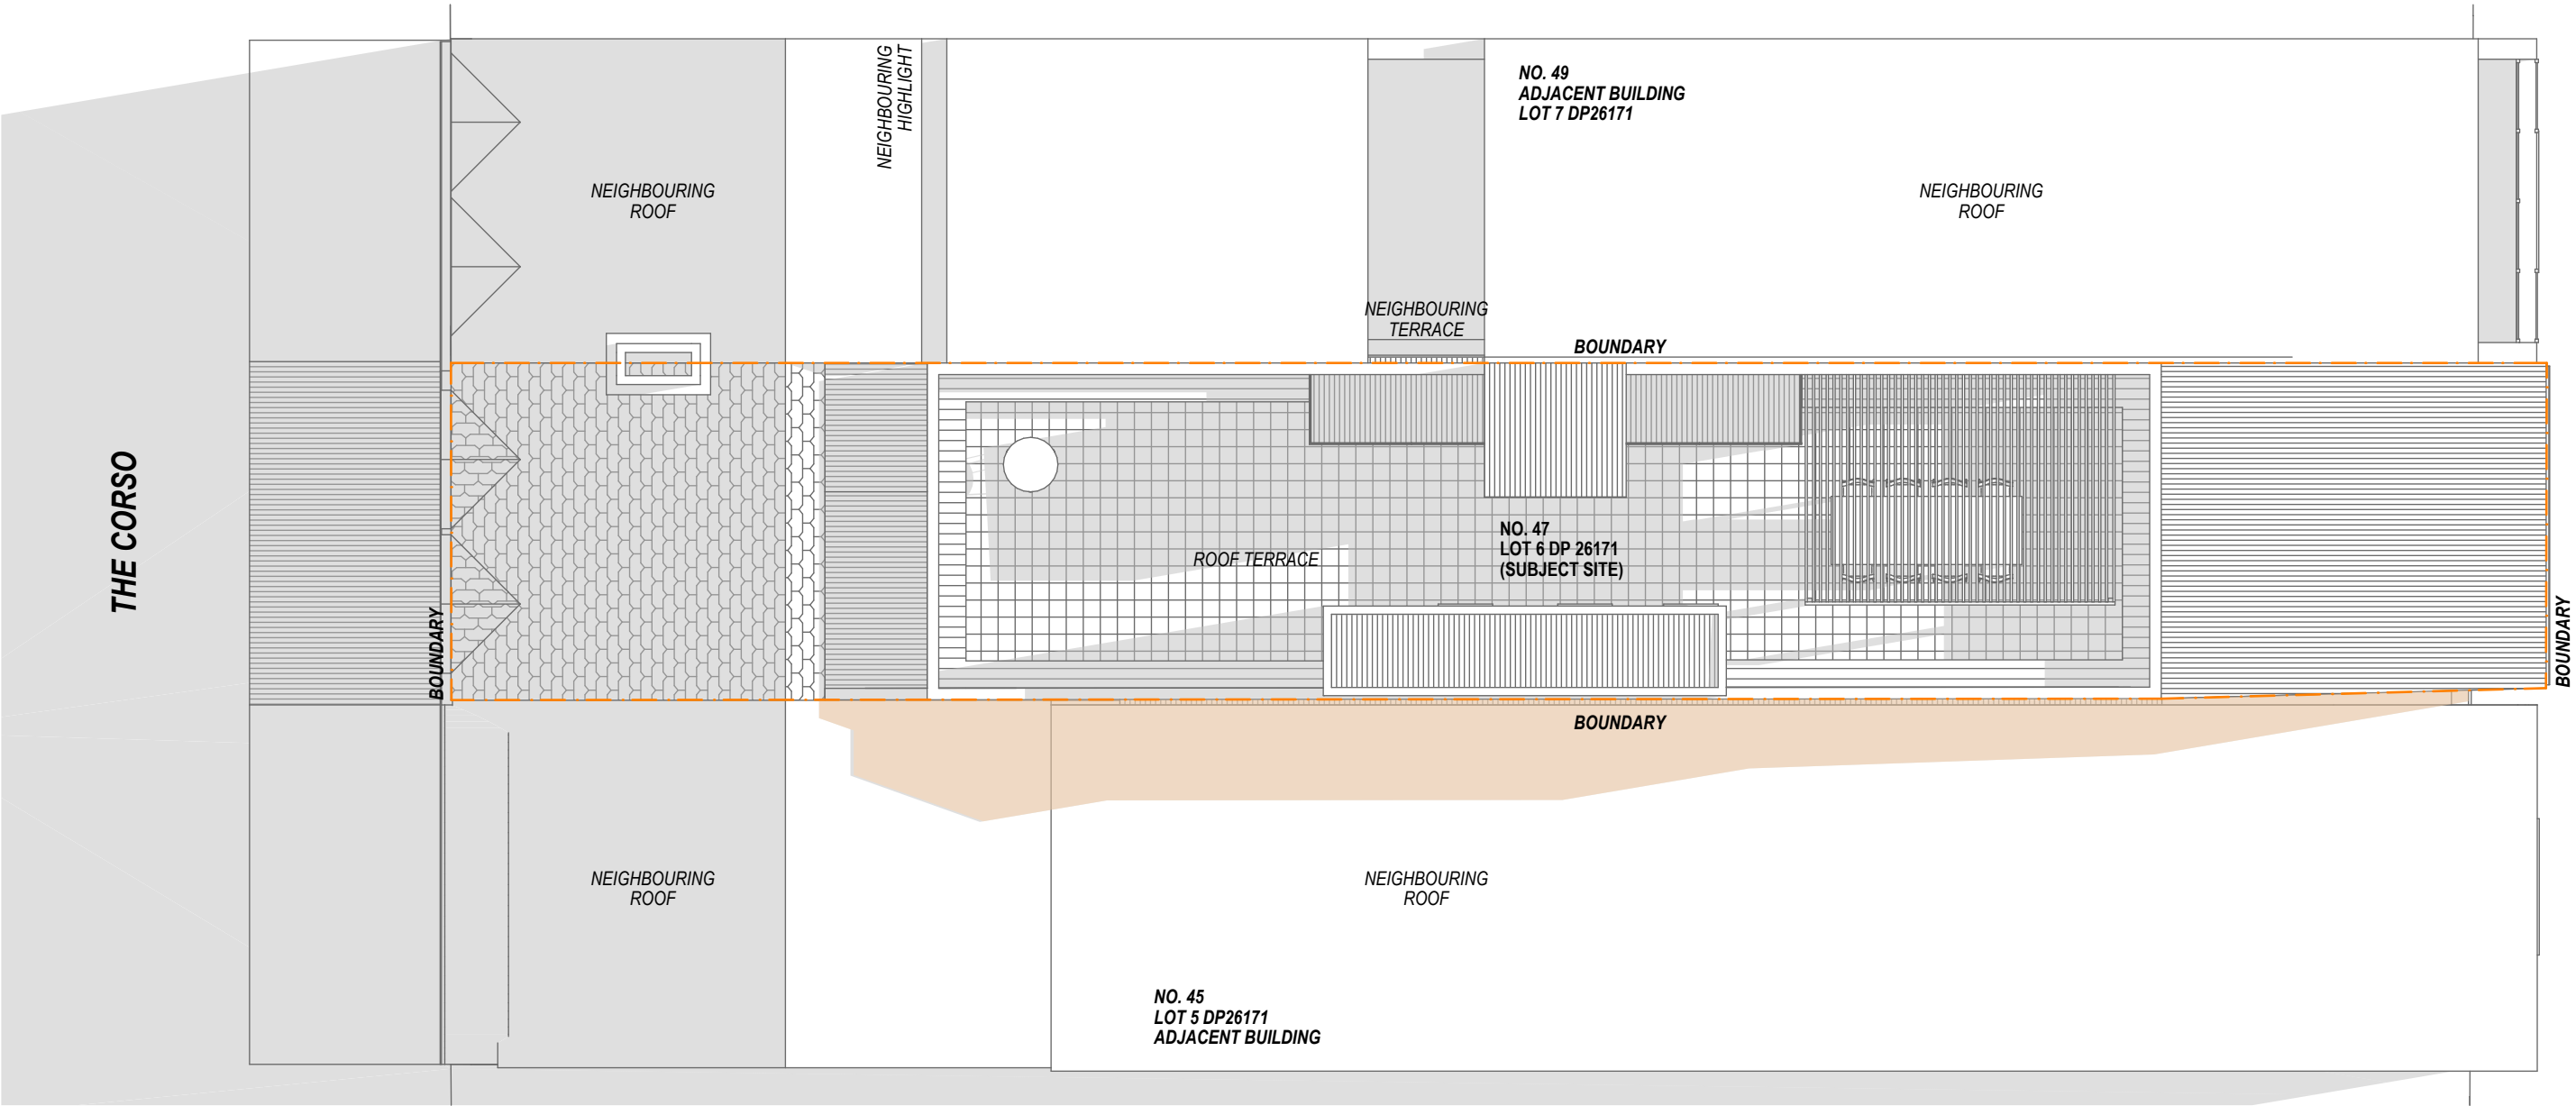 NEIGHBOURING
HIGHLIGHT
NO. 49
ADJACENT BUILDING
LOT 7 DP26171
NEIGHBOURING
ROOF
NEIGHBOURING
ROOF
NEIGHBOURING
TERRACE
BOUNDARY
THE CORSO
ROOF TERRACE
NO. 47
LOT 6 DP 26171
(SUBJECT SITE)
BOUNDARY
BOUNDARY
BOUNDARY
NEIGHBOURING
ROOF
NEIGHBOURING
ROOF
NO. 45
LOT 5 DP26171
ADJACENT BUILDING